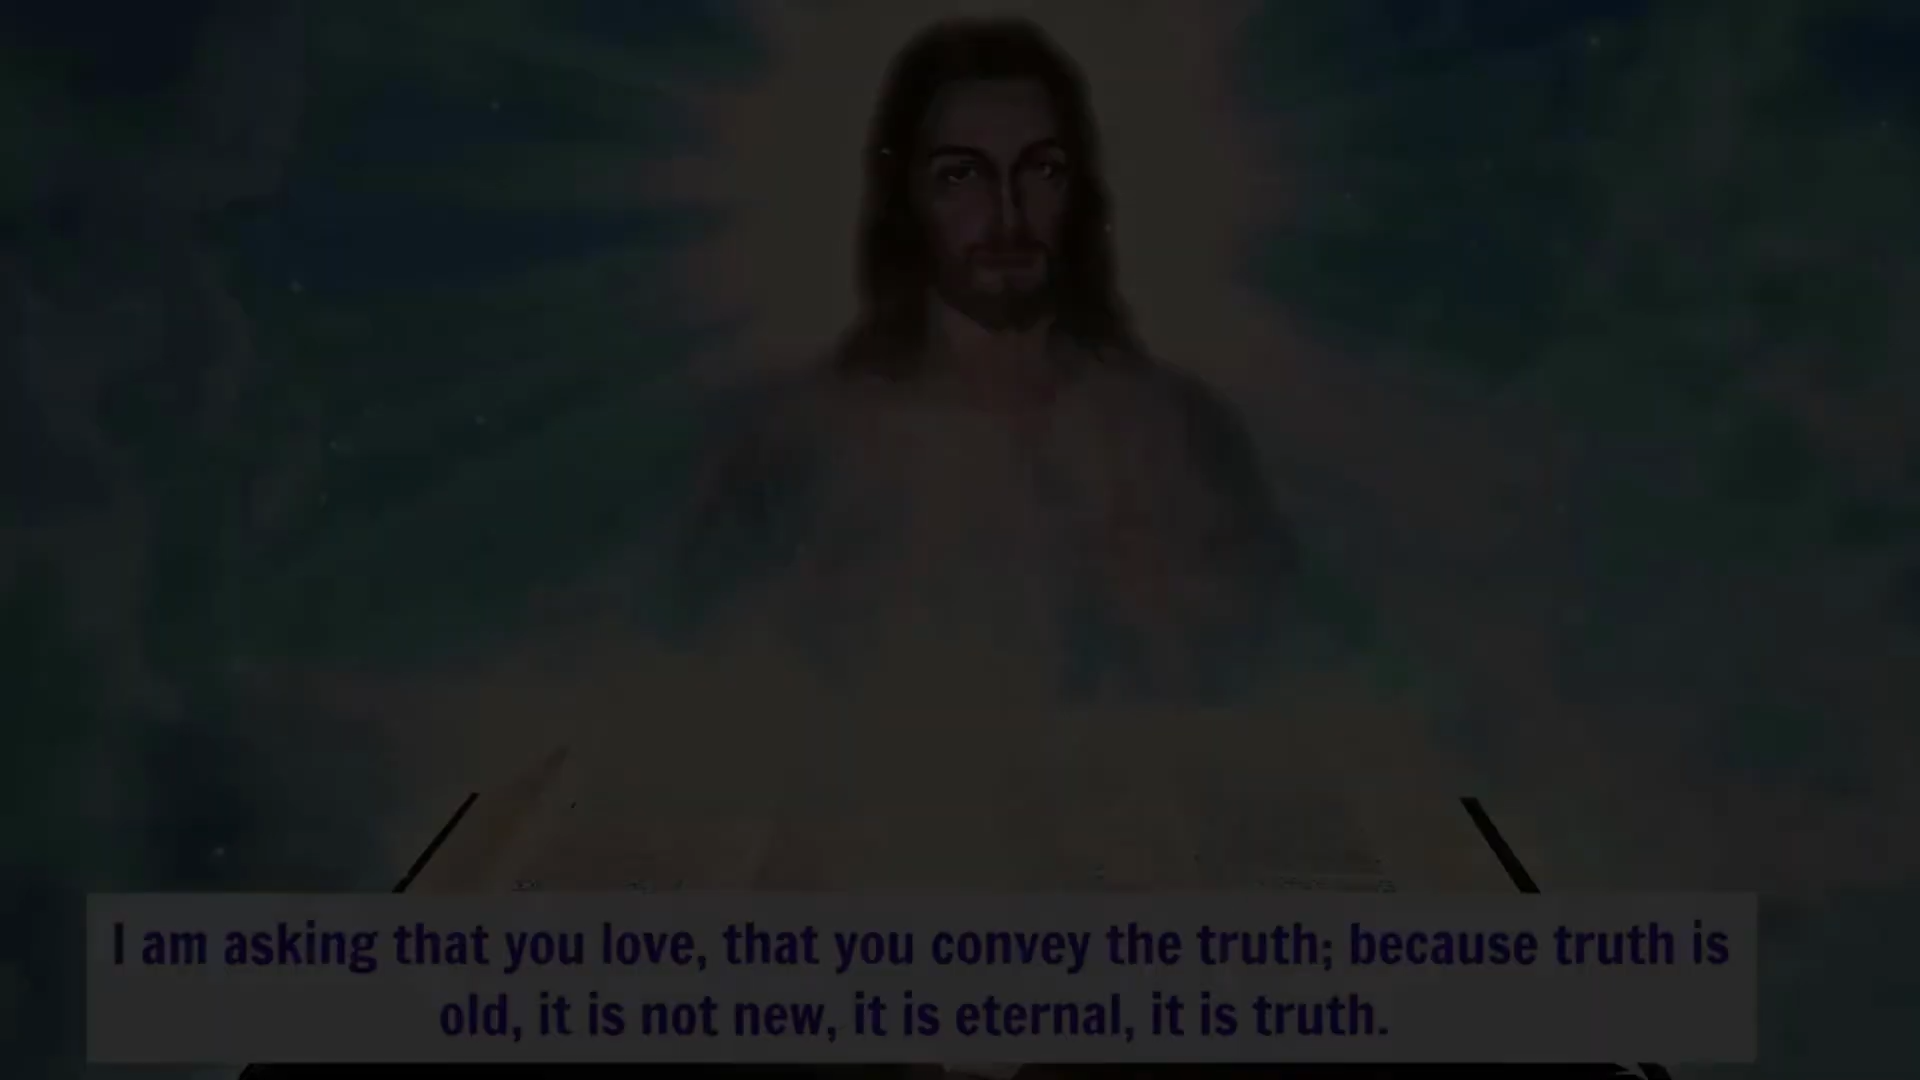 I am asking that you love, that you convey the truth; because truth is
old, it is not new, it is eternal, it is truth.